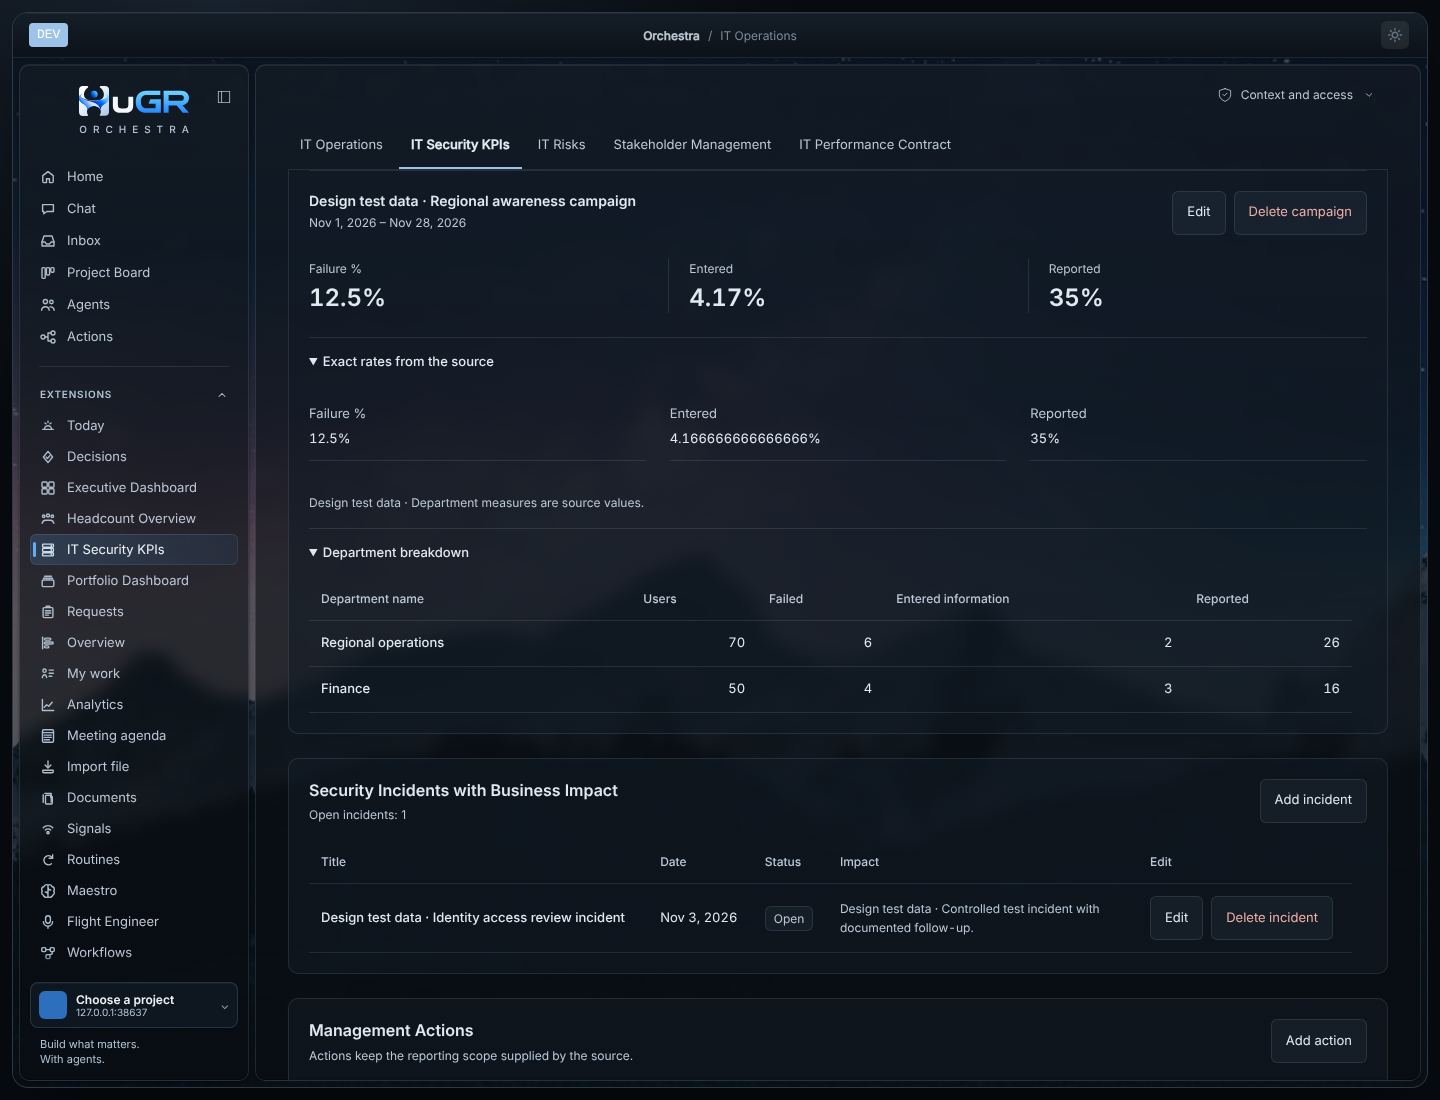 DEV
Orchestra / IT Operations
HuGR
ORCHESTRA
Context and access
Home
Chat
Inbox
Project Board
Agents
Actions
EXTENSIONS
Today
Decisions
Executive Dashboard
Headcount Overview
IT Security KPIs
Portfolio Dashboard
Requests
Overview
My work
Analytics
Meeting agenda
Import file
Documents
Signals
Routines
Maestro
Flight Engineer
Workflows
Choose a project
127.0.0.1:38637
Build what matters.
With agents.
IT Operations IT Security KPIs IT Risks Stakeholder Management IT Performance Contract
Design test data · Regional awareness campaign
Nov 1, 2026 – Nov 28, 2026
Edit Delete campaign
Failure % Entered Reported
12.5% 4.17% 35%
▼ Exact rates from the source
Failure % Entered Reported
12.5% 4.166666666666666% 35%
Design test data · Department measures are source values.
▼ Department breakdown
Department name Users Failed Entered information Reported
Regional operations 70 6 2 26
Finance 50 4 3 16
Security Incidents with Business Impact
Open incidents: 1
Add incident
Title Date Status Impact Edit
Design test data · Identity access review incident Nov 3, 2026 Open Design test data · Controlled test incident with
documented follow-up.
Edit Delete incident
Management Actions
Actions keep the reporting scope supplied by the source.
Add action